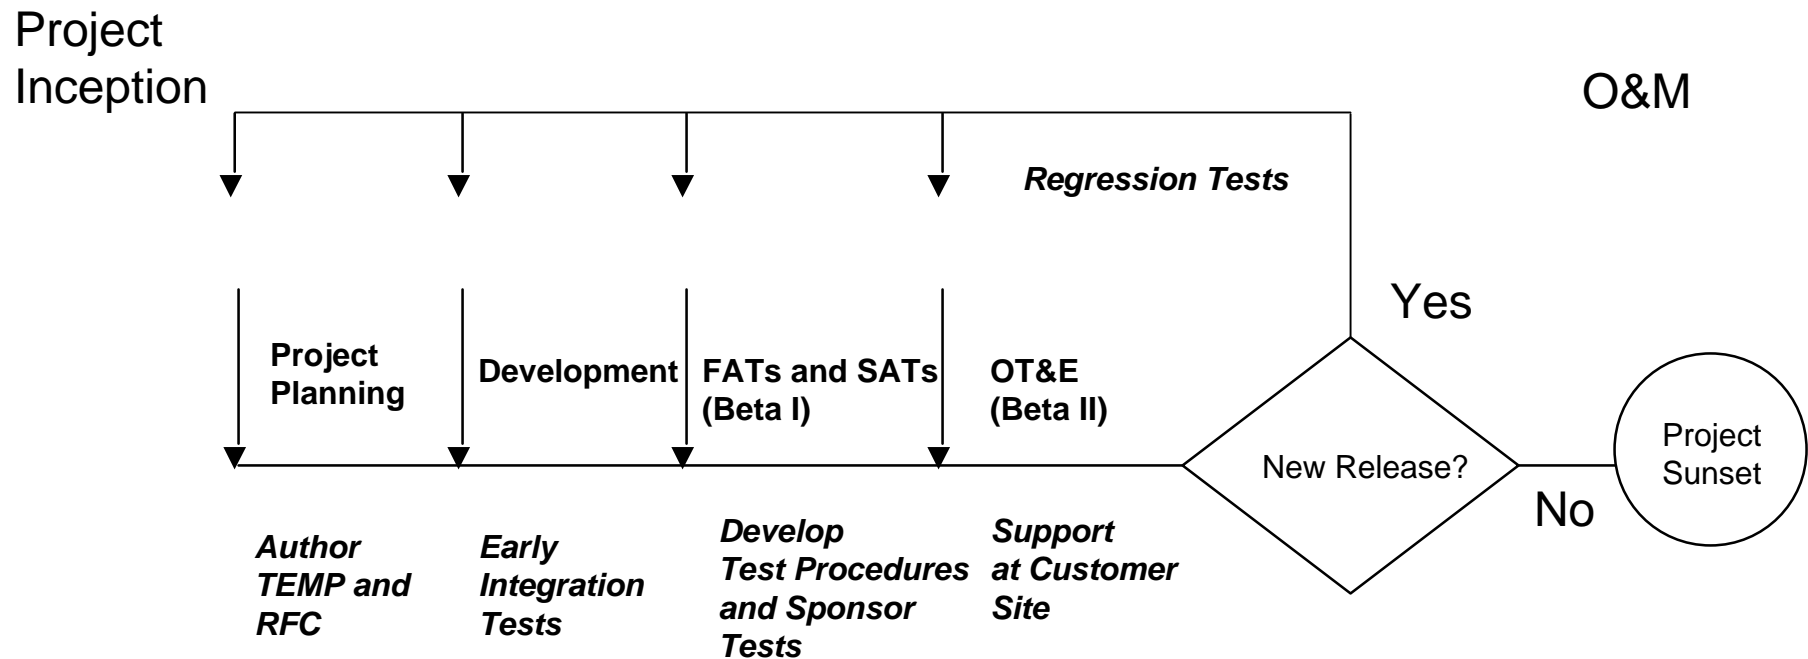 Project
Inception
O&M
Regression Tests
Yes
Project
Planning
Development
FATs and SATs
(Beta I)
OT&E
(Beta II)
New Release?
No
Project
Sunset
Author
TEMP and
RFC
Early
Integration
Tests
Develop
Test Procedures
and Sponsor
Tests
Support
at Customer
Site